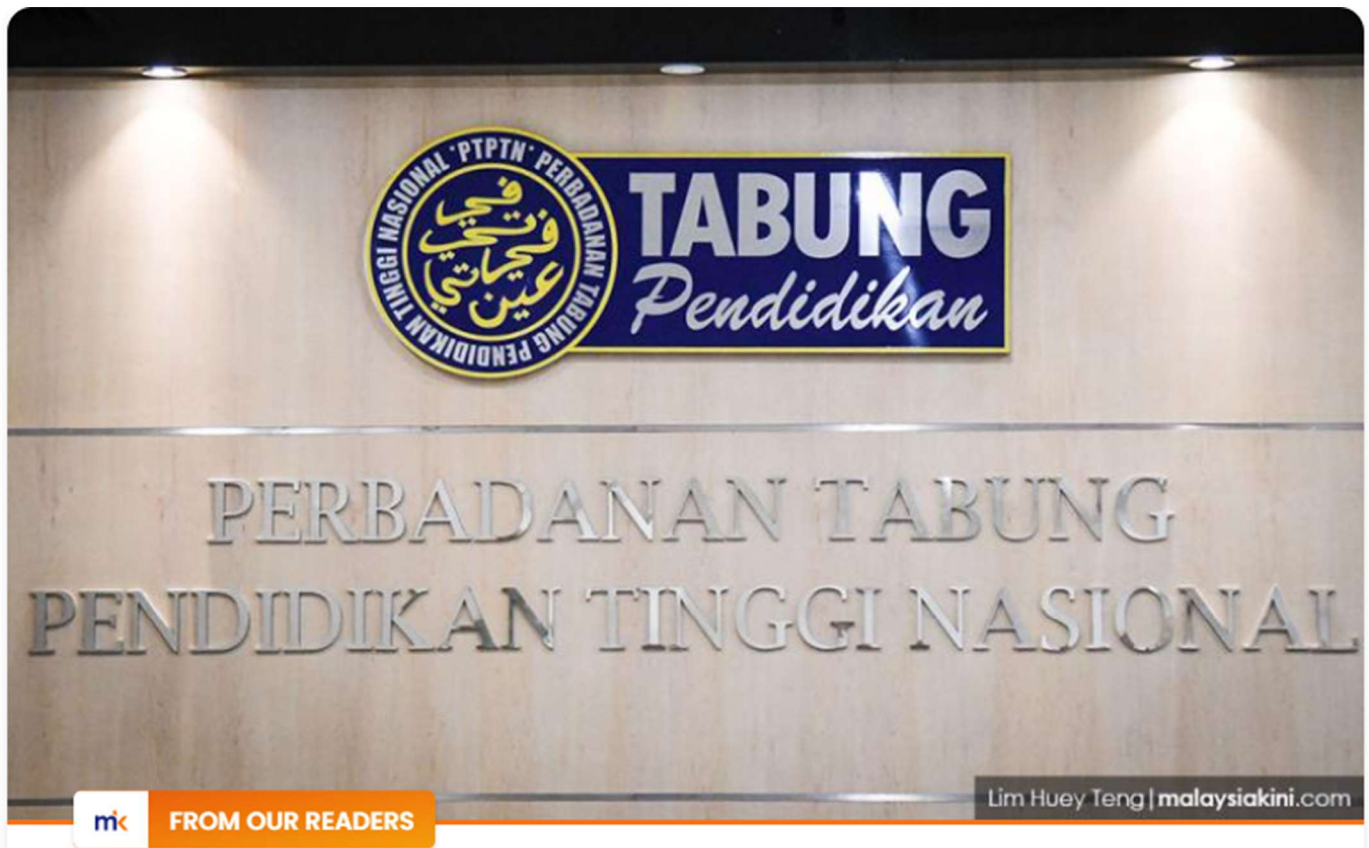 PERBADANAN TABUNG PENDIDIKAN TINGGI NASIONAL 'PTPTN'
TABUNG
Pendidikan
PERBADANAN TABUNG
PENDIDIKAN TINGGI NASIONAL
Lim Huey Teng | malaysiakini.com
mk
FROM OUR READERS